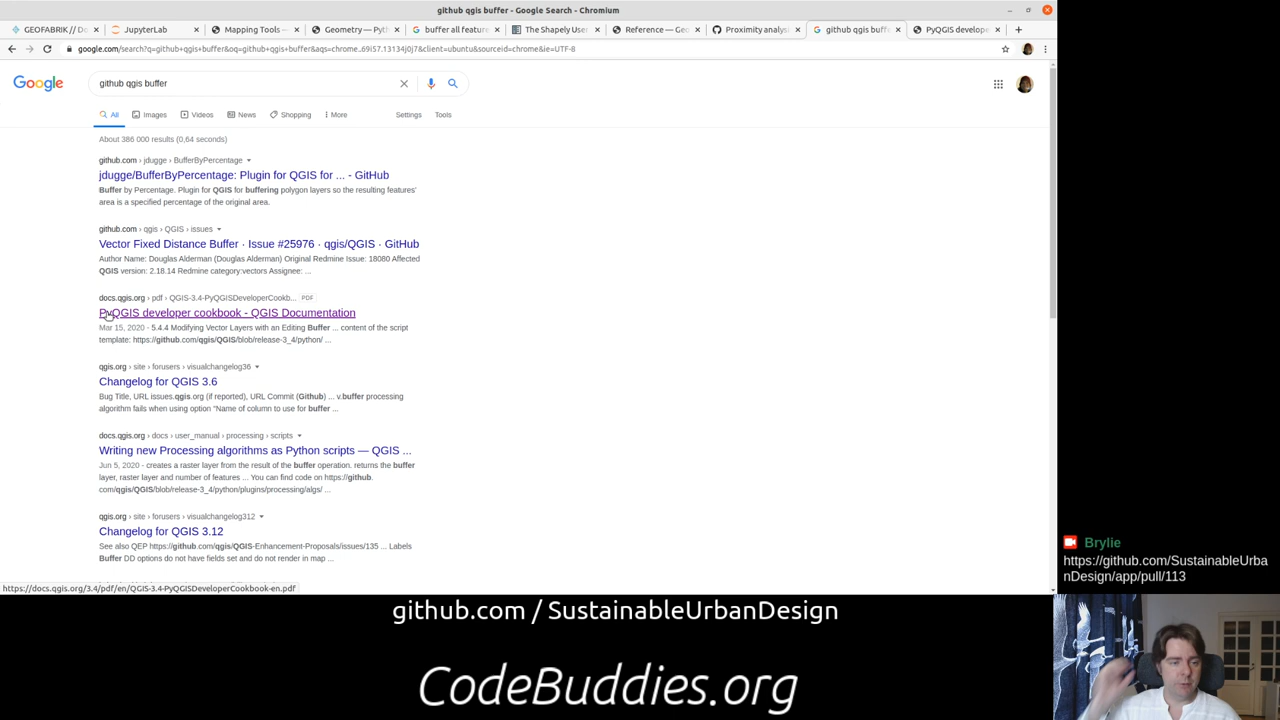 github qgis buffer - Google Search - Chromium
GEOFABRIK // Do
JupyterLab
Mapping Tools —
Geometry — Pyth
buffer all feature
The Shapely User
Reference — Geo
Proximity analysi
github qgis buffe
PyQGIS develope
google.com/search?q=github+qgis+buffer&oq=github+qgis+buffer&aqs=chrome..69i57.13134j0j7&client=ubuntu&sourceid=chrome&ie=UTF-8
Google
github qgis buffer
All
Images
Videos
News
Shopping
More
Settings
Tools
About 386 000 results (0,64 seconds)
github.com › jdugge › BufferByPercentage
jdugge/BufferByPercentage: Plugin for QGIS for ... - GitHub
Buffer by Percentage. Plugin for QGIS for buffering polygon layers so the resulting features'
area is a specified percentage of the original area.
github.com › qgis › QGIS › issues
Vector Fixed Distance Buffer · Issue #25976 · qgis/QGIS · GitHub
Author Name: Douglas Alderman (Douglas Alderman) Original Redmine Issue: 18080 Affected
QGIS version: 2.18.14 Redmine category:vectors Assignee: ...
docs.qgis.org › pdf › QGIS-3.4-PyQGISDeveloperCookb... PDF
PyQGIS developer cookbook - QGIS Documentation
Mar 15, 2020 - 5.4.4 Modifying Vector Layers with an Editing Buffer ... content of the script
template: https://github.com/qgis/QGIS/blob/release-3_4/python/ ...
qgis.org › site › forusers › visualchangelog36
Changelog for QGIS 3.6
Bug Title, URL issues.qgis.org (if reported), URL Commit (Github) ... v.buffer processing
algorithm fails when using option "Name of column to use for buffer ...
docs.qgis.org › docs › user_manual › processing › scripts
Writing new Processing algorithms as Python scripts — QGIS ...
Jun 5, 2020 - creates a raster layer from the result of the buffer operation. returns the buffer
layer, raster layer and number of features ... You can find code on https://github.
com/qgis/QGIS/blob/release-3_4/python/plugins/processing/algs/ ...
qgis.org › site › forusers › visualchangelog312
Changelog for QGIS 3.12
See also QEP https://github.com/qgis/QGIS-Enhancement-Proposals/issues/135 ... Labels
Buffer DD options do not have fields set and do not render in map ...
https://docs.qgis.org/3.4/pdf/en/QGIS-3.4-PyQGISDeveloperCookbook-en.pdf
Brylie
https://github.com/SustainableUrba
nDesign/app/pull/113
github.com / SustainableUrbanDesign
CodeBuddies.org